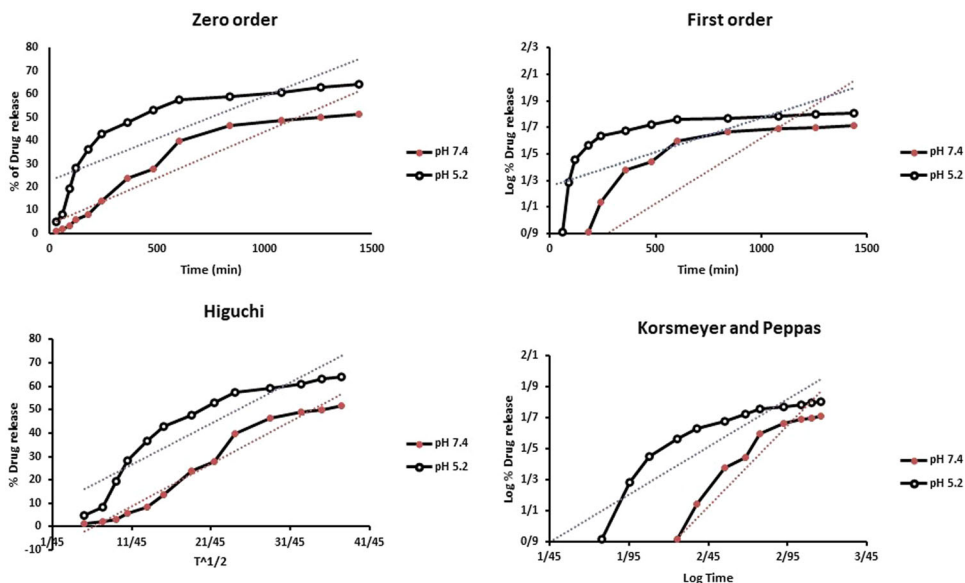 Zero order
80
70
60
50
40
30
20
10
0
% of Drug release
0 500 1000 1500
Time (min)
pH 7.4
pH 5.2
First order
2/3
2/1
1/9
1/7
1/5
1/3
1/1
0/9
Log % Drug release
0 500 1000 1500
Time (min)
pH 7.4
pH 5.2
Higuchi
80
70
60
50
40
30
20
10
0
-10
% Drug release
1/45 11/45 21/45 31/45 41/45
T^1/2
pH 7.4
pH 5.2
Korsmeyer and Peppas
2/1
1/9
1/7
1/5
1/3
1/1
0/9
Log % Drug release
1/45 1/95 2/45 2/95 3/45
Log Time
pH 7.4
pH 5.2